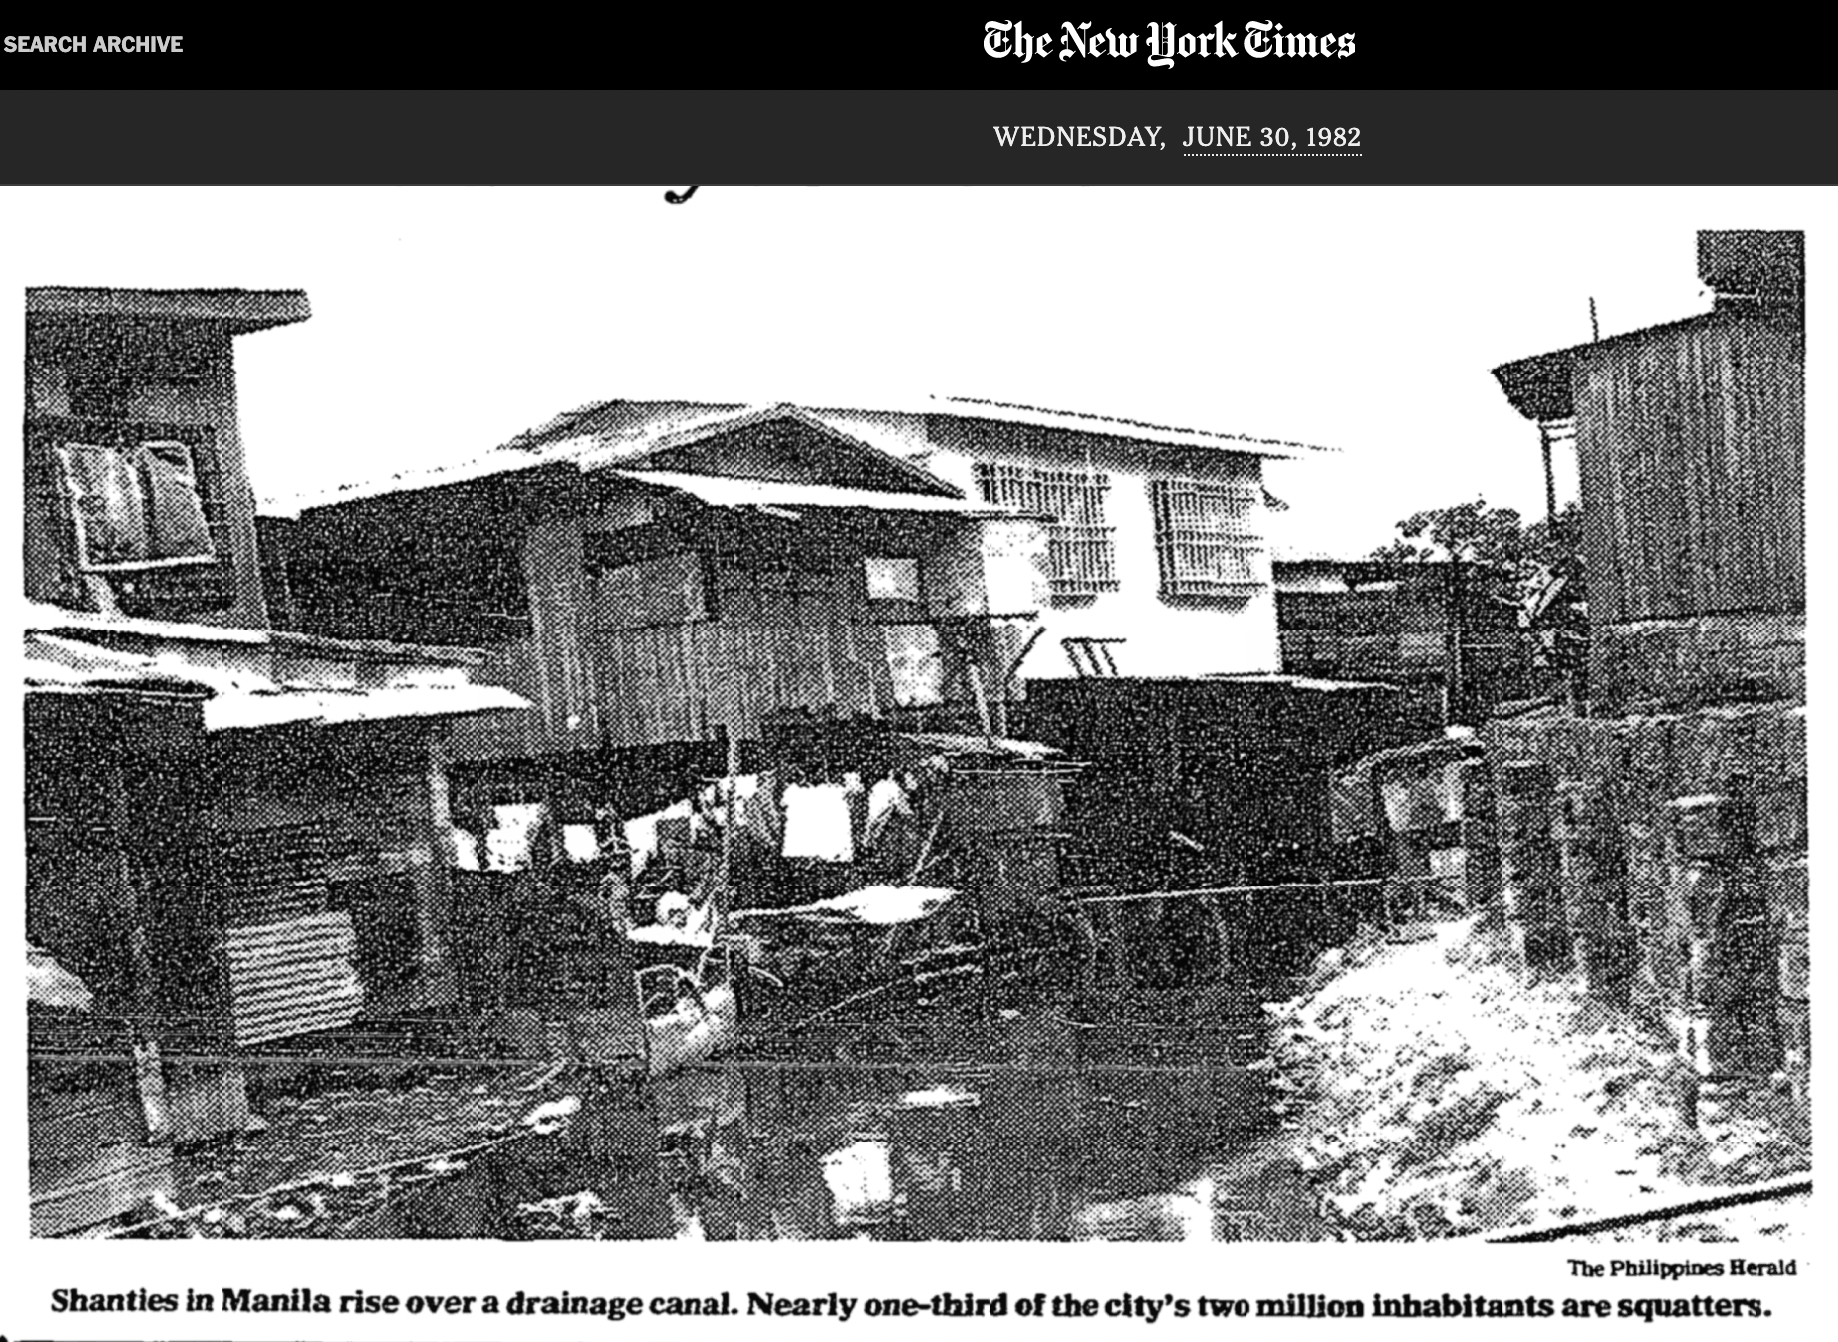 SEARCH ARCHIVE
The New York Times
WEDNESDAY, JUNE 30, 1982
The Philippines Herald
Shanties in Manila rise over a drainage canal. Nearly one-third of the city's two million inhabitants are squatters.